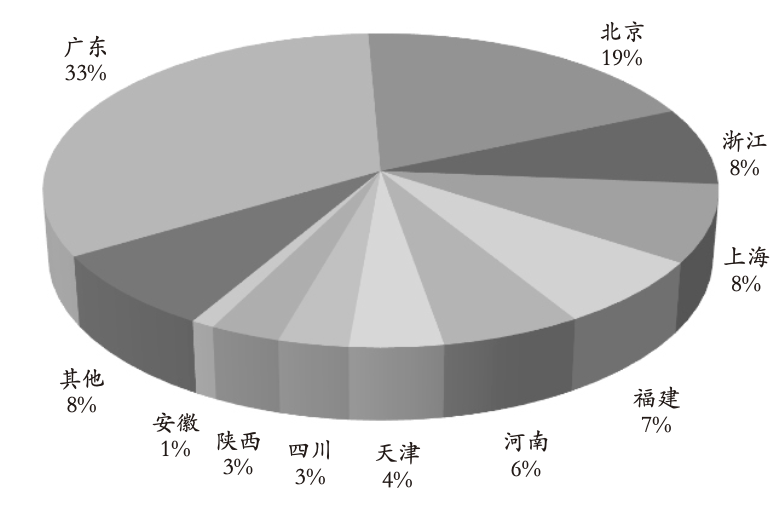 北京
19%
浙江
8%
上海
8%
福建
7%
河南
6%
天津
4%
四川
3%
陕西
3%
安徽
1%
其他
8%
广东
33%